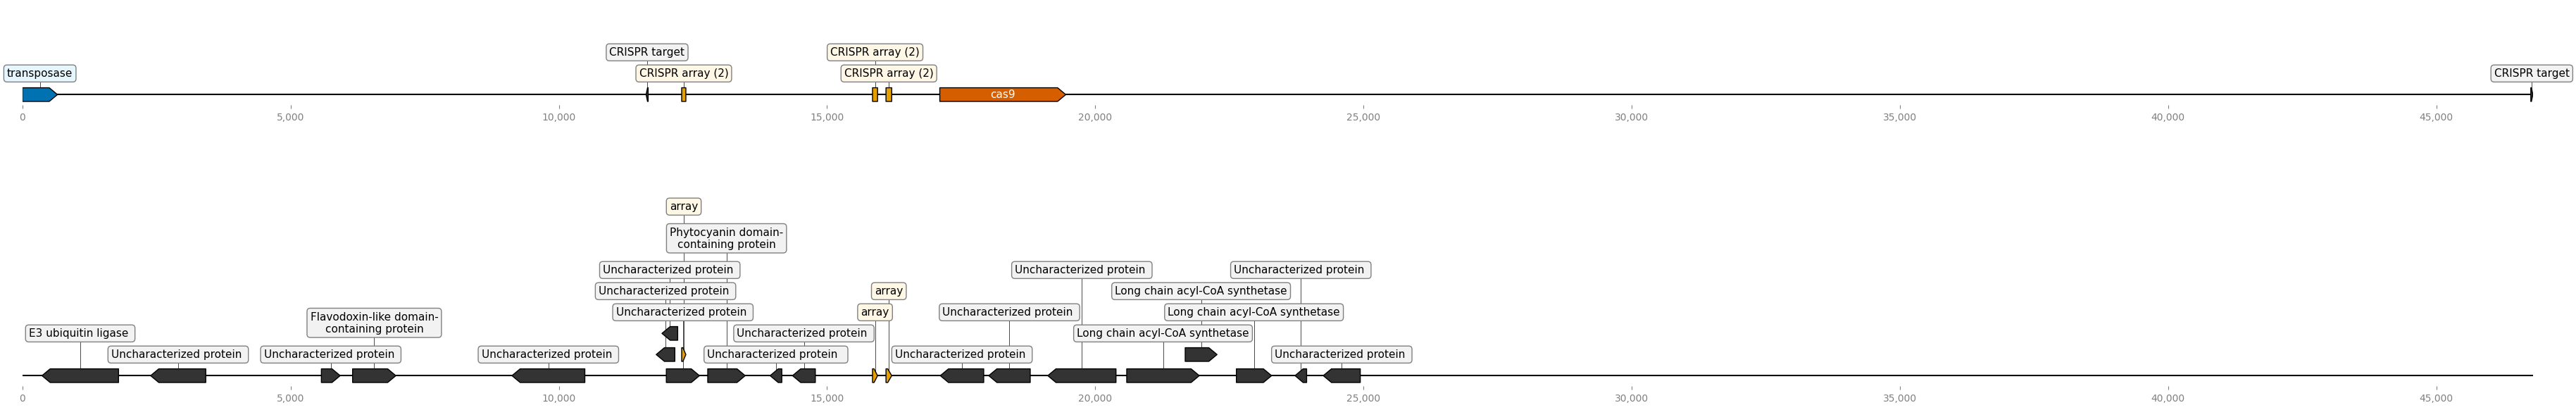 CRISPR target
CRISPR array (2)
transposase
CRISPR array (2)
CRISPR array (2)
CRISPR target
cas9
0
5,000
10,000
15,000
20,000
25,000
30,000
35,000
40,000
45,000
array
Phytocyanin domain-
containing protein
Uncharacterized protein
Uncharacterized protein
Uncharacterized protein
Uncharacterized protein
array
Long chain acyl-CoA synthetase
Flavodoxin-like domain-
containing protein
Uncharacterized protein
array
Uncharacterized protein
Long chain acyl-CoA synthetase
E3 ubiquitin ligase
Uncharacterized protein
Long chain acyl-CoA synthetase
Uncharacterized protein
Uncharacterized protein
Uncharacterized protein
Uncharacterized protein
Uncharacterized protein
Uncharacterized protein
0
5,000
10,000
15,000
20,000
25,000
30,000
35,000
40,000
45,000